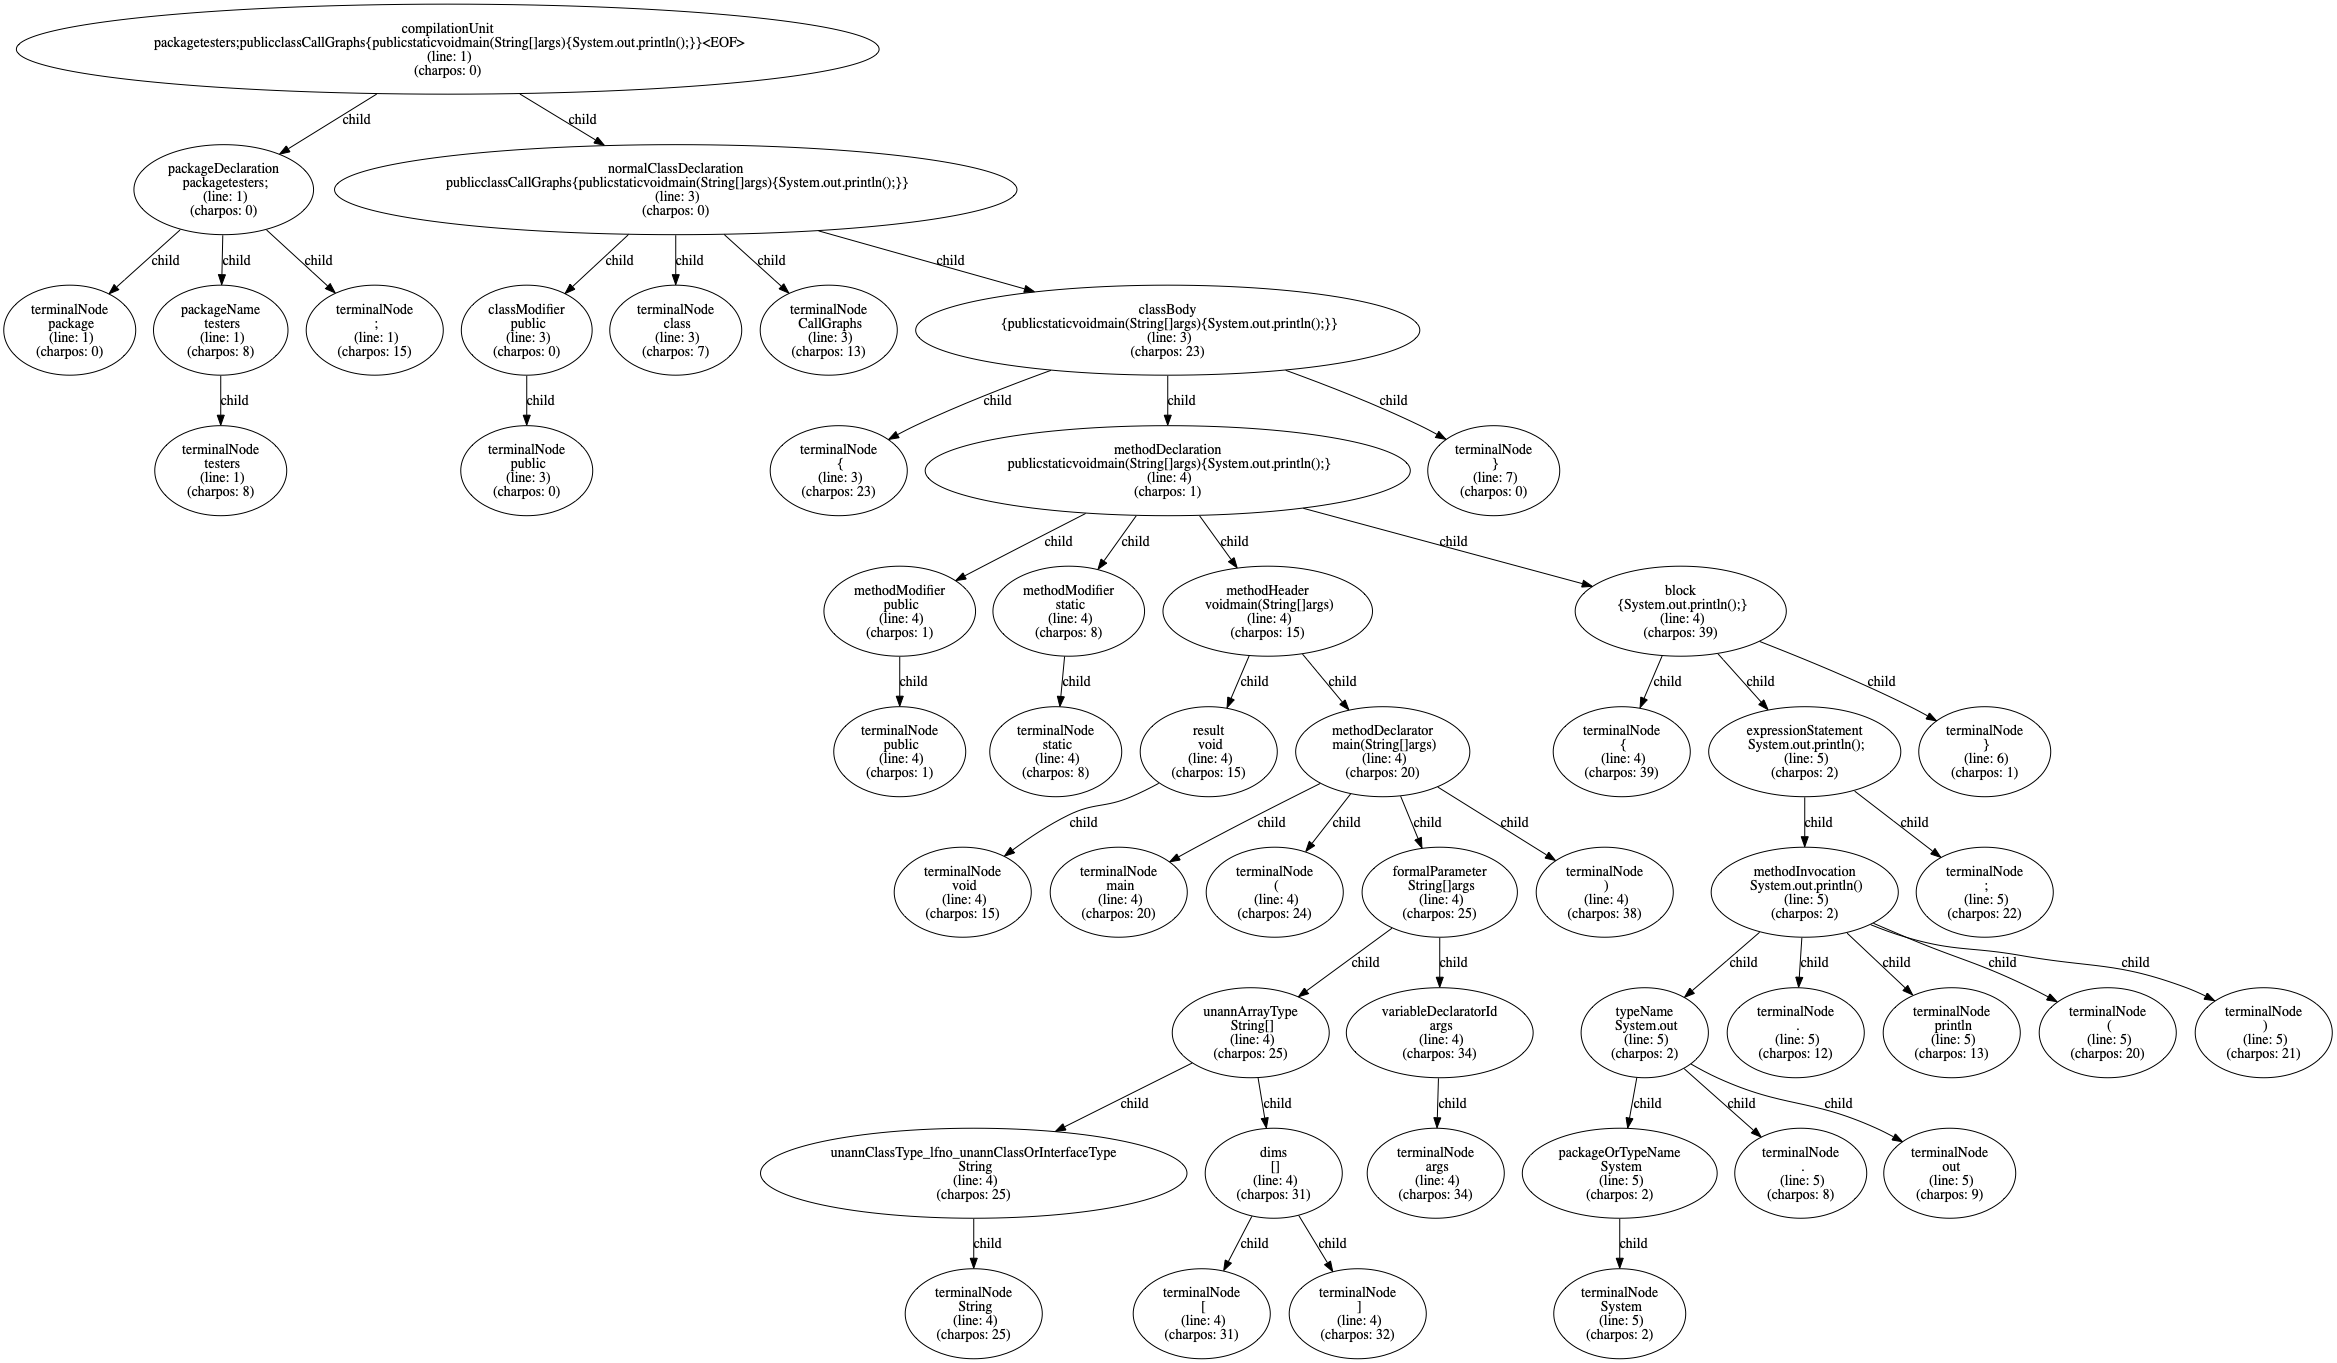 compilationUnit
packagetesters;publicclassCallGraphs{publicstaticvoidmain(String[]args){System.out.println();}}<EOF>
(line: 1)
(charpos: 0)
child
child
packageDeclaration
packagetesters;
(line: 1)
(charpos: 0)
normalClassDeclaration
publicclassCallGraphs{publicstaticvoidmain(String[]args){System.out.println();}}
(line: 3)
(charpos: 0)
child
child
child
child
child
child
child
terminalNode
package
(line: 1)
(charpos: 0)
packageName
testers
(line: 1)
(charpos: 8)
terminalNode
;
(line: 1)
(charpos: 15)
classModifier
public
(line: 3)
(charpos: 0)
terminalNode
class
(line: 3)
(charpos: 7)
terminalNode
CallGraphs
(line: 3)
(charpos: 13)
classBody
{publicstaticvoidmain(String[]args){System.out.println();}}
(line: 3)
(charpos: 23)
child
child
child
child
child
terminalNode
testers
(line: 1)
(charpos: 8)
terminalNode
public
(line: 3)
(charpos: 0)
terminalNode
{
(line: 3)
(charpos: 23)
methodDeclaration
publicstaticvoidmain(String[]args){System.out.println();}
(line: 4)
(charpos: 1)
terminalNode
}
(line: 7)
(charpos: 0)
child
child
child
child
methodModifier
public
(line: 4)
(charpos: 1)
methodModifier
static
(line: 4)
(charpos: 8)
methodHeader
voidmain(String[]args)
(line: 4)
(charpos: 15)
block
{System.out.println();}
(line: 4)
(charpos: 39)
child
child
child
child
child
child
child
terminalNode
public
(line: 4)
(charpos: 1)
terminalNode
static
(line: 4)
(charpos: 8)
result
void
(line: 4)
(charpos: 15)
methodDeclarator
main(String[]args)
(line: 4)
(charpos: 20)
terminalNode
{
(line: 4)
(charpos: 39)
expressionStatement
System.out.println();
(line: 5)
(charpos: 2)
terminalNode
}
(line: 6)
(charpos: 1)
child
child
child
child
child
child
child
terminalNode
void
(line: 4)
(charpos: 15)
terminalNode
main
(line: 4)
(charpos: 20)
terminalNode
(
(line: 4)
(charpos: 24)
formalParameter
String[]args
(line: 4)
(charpos: 25)
terminalNode
)
(line: 4)
(charpos: 38)
methodInvocation
System.out.println()
(line: 5)
(charpos: 2)
terminalNode
;
(line: 5)
(charpos: 22)
child
child
child
child
child
child
child
unannArrayType
String[]
(line: 4)
(charpos: 25)
variableDeclaratorId
args
(line: 4)
(charpos: 34)
typeName
System.out
(line: 5)
(charpos: 2)
terminalNode
.
(line: 5)
(charpos: 12)
terminalNode
println
(line: 5)
(charpos: 13)
terminalNode
(
(line: 5)
(charpos: 20)
terminalNode
)
(line: 5)
(charpos: 21)
child
child
child
child
child
child
unannClassType_lfno_unannClassOrInterfaceType
String
(line: 4)
(charpos: 25)
dims
[]
(line: 4)
(charpos: 31)
terminalNode
args
(line: 4)
(charpos: 34)
packageOrTypeName
System
(line: 5)
(charpos: 2)
terminalNode
.
(line: 5)
(charpos: 8)
terminalNode
out
(line: 5)
(charpos: 9)
child
child
child
child
terminalNode
String
(line: 4)
(charpos: 25)
terminalNode
[
(line: 4)
(charpos: 31)
terminalNode
]
(line: 4)
(charpos: 32)
terminalNode
System
(line: 5)
(charpos: 2)